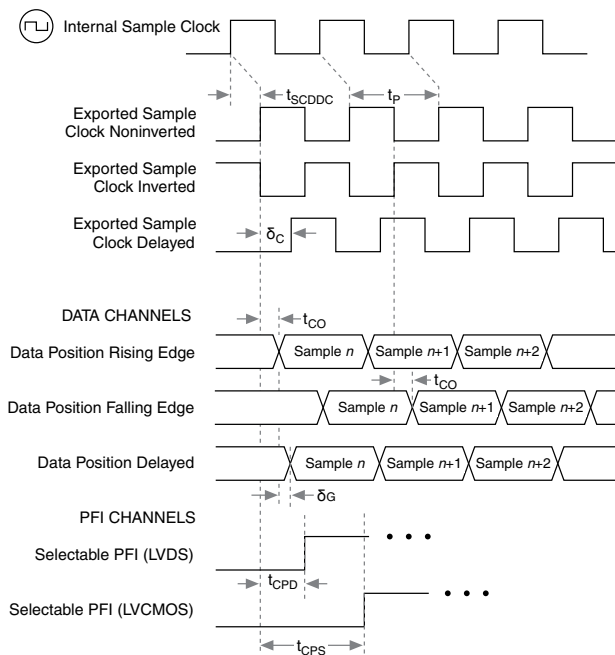 Internal Sample Clock
tSCDDC
tP
Exported Sample
Clock Noninverted
Exported Sample
Clock Inverted
Exported Sample
Clock Delayed
δC
DATA CHANNELS
tCO
Data Position Rising Edge
Sample n
Sample n+1
Sample n+2
tCO
Data Position Falling Edge
Sample n
Sample n+1
Sample n+2
Data Position Delayed
Sample n
Sample n+1
Sample n+2
δG
PFI CHANNELS
Selectable PFI (LVDS)
tCPD
Selectable PFI (LVCMOS)
tCPS